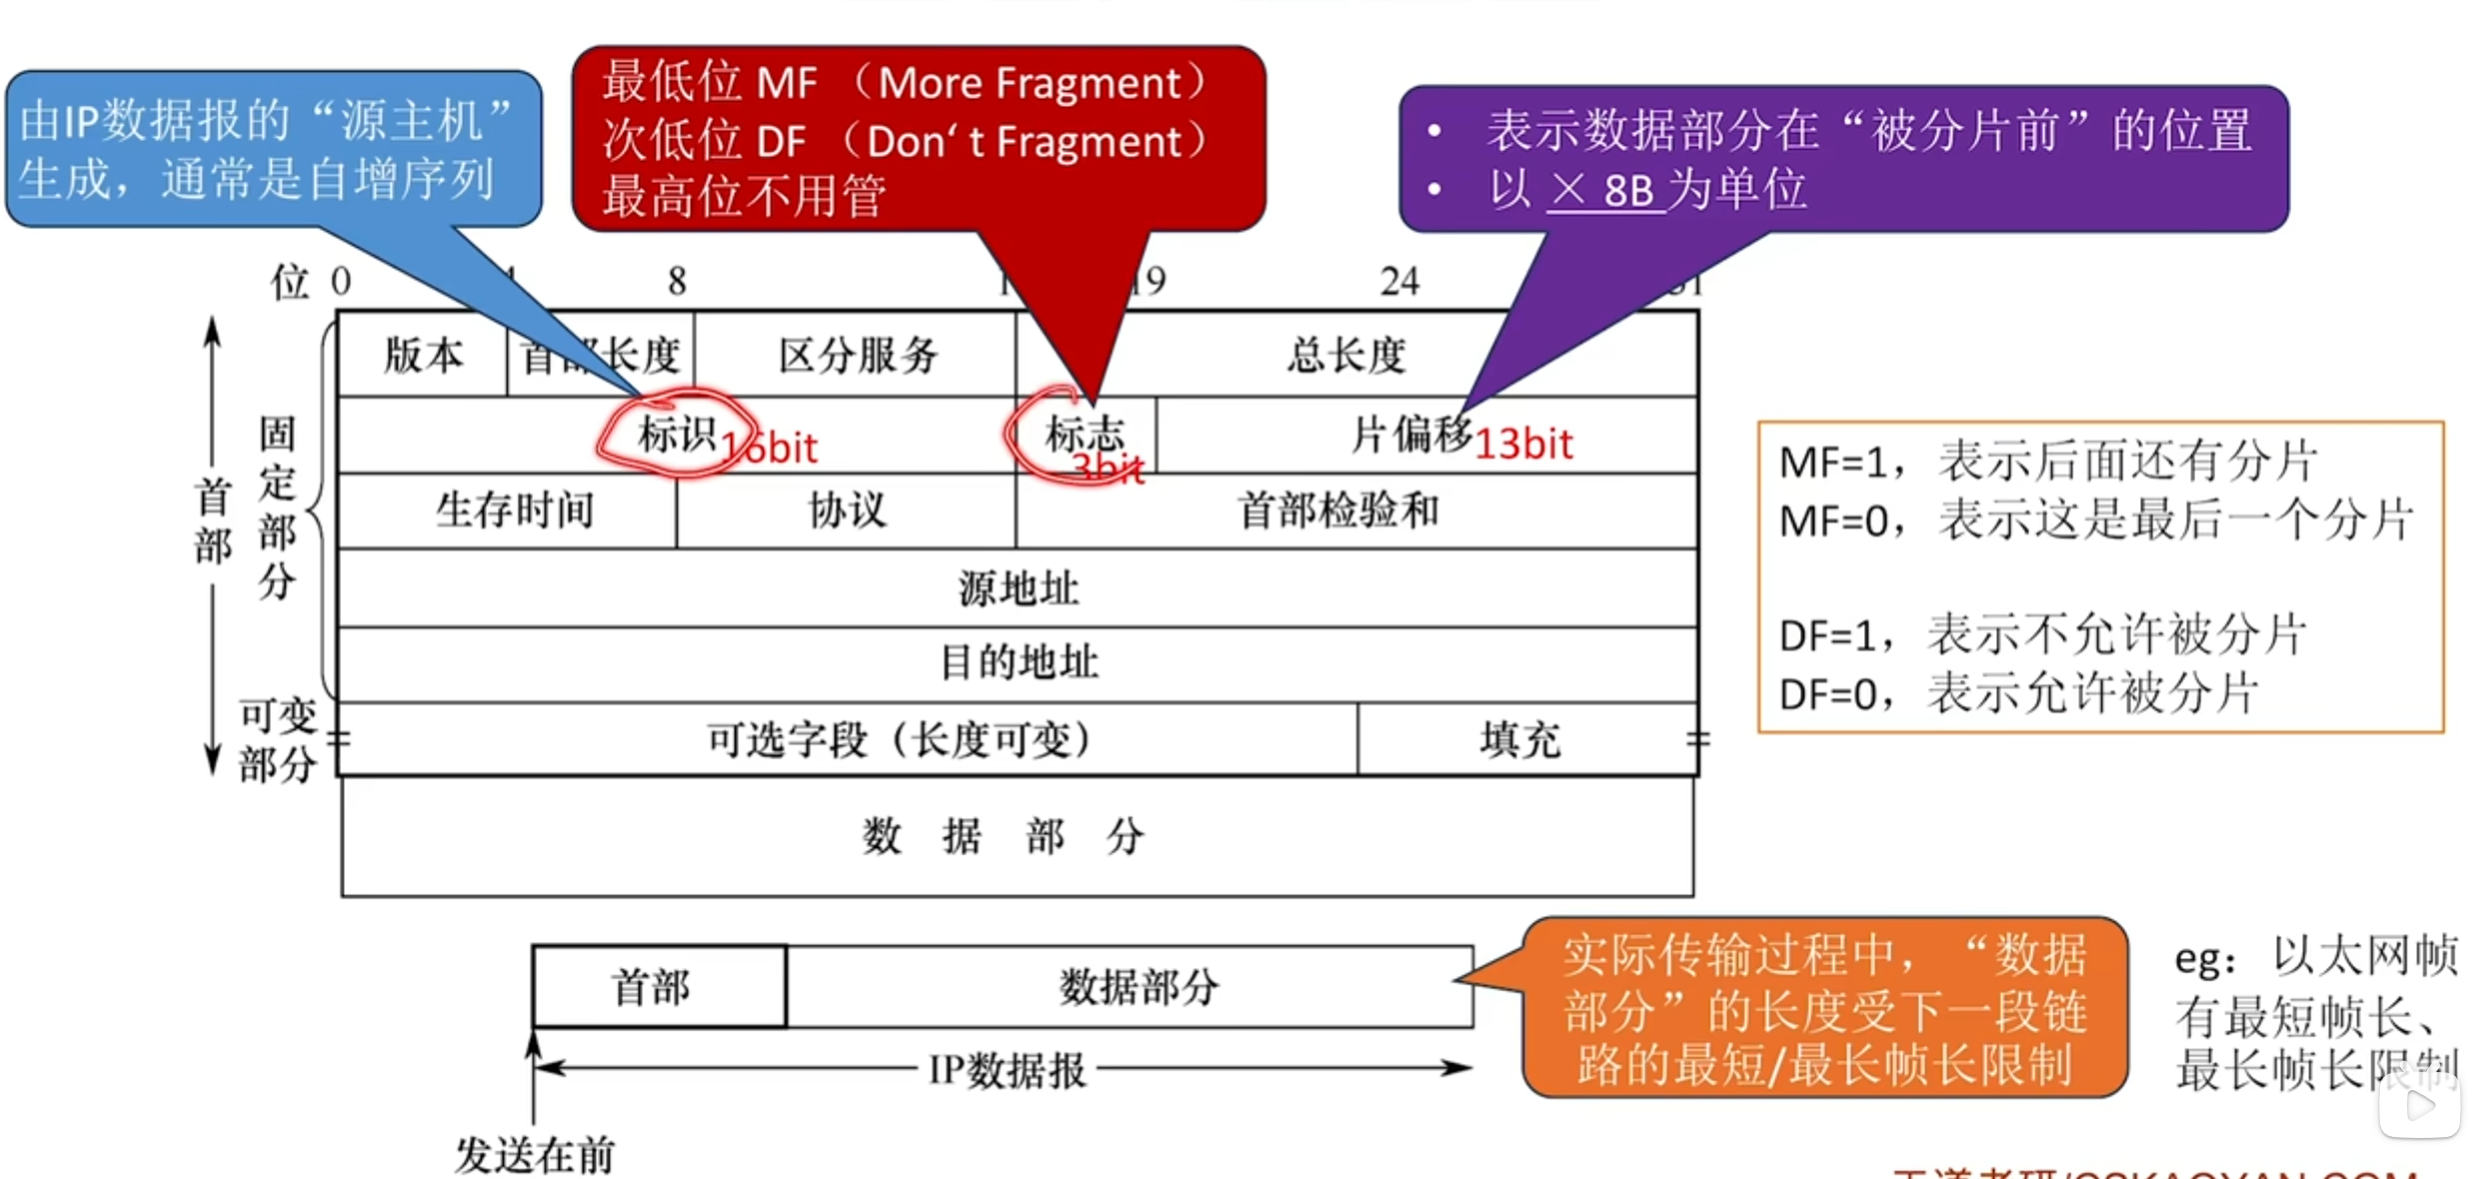 由IP数据报的“源主机”
生成，通常是自增序列
最低位 MF （More Fragment）
次低位 DF （Don‘ t Fragment）
最高位不用管
• 表示数据部分在“被分片前”的位置
• 以 × 8B 为单位
位 0 8 19 24
版本 首部长度 区分服务 总长度
标识 16bit 标志 3bit 片偏移 13bit
生存时间 协议 首部检验和
源地址
目的地址
可选字段（长度可变） 填充
数 据 部 分
首部
固定部分
可变
部分
MF=1，表示后面还有分片
MF=0，表示这是最后一个分片
DF=1，表示不允许被分片
DF=0，表示允许被分片
首部 数据部分
IP数据报
发送在前
实际传输过程中，“数据
部分”的长度受下一段链
路的最短/最长帧长限制
eg：以太网帧
有最短帧长、
最长帧长限制